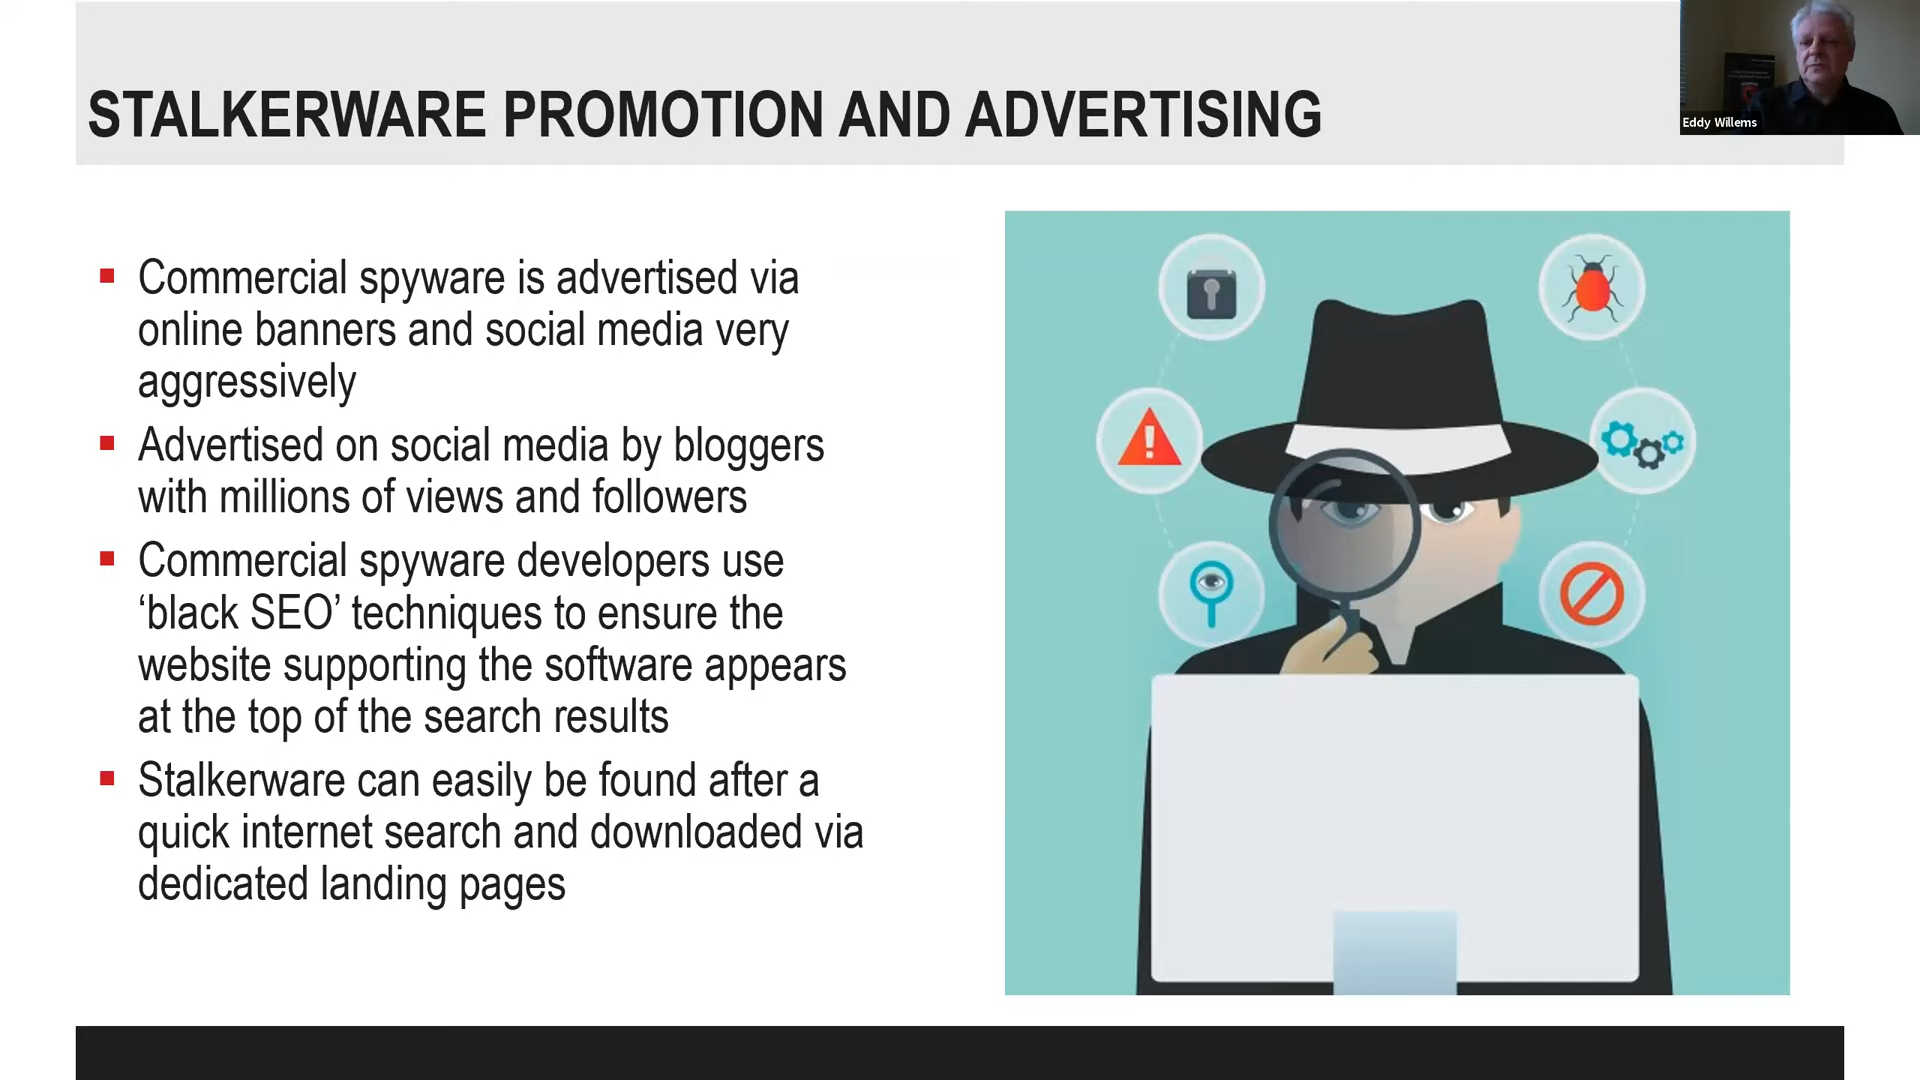 STALKERWARE PROMOTION AND ADVERTISING
Eddy Willems
Commercial spyware is advertised via
online banners and social media very
aggressively
Advertised on social media by bloggers
with millions of views and followers
Commercial spyware developers use
‘black SEO’ techniques to ensure the
website supporting the software appears
at the top of the search results
Stalkerware can easily be found after a
quick internet search and downloaded via
dedicated landing pages